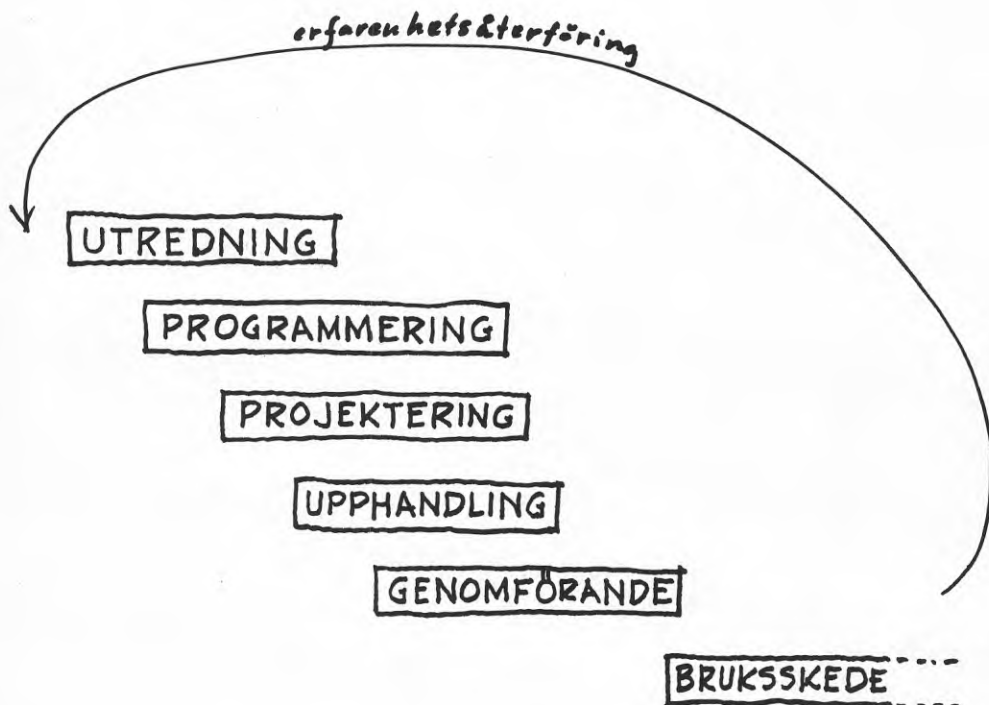 erfarenhetsåterföring
UTREDNING
PROGRAMMERING
PROJEKTERING
UPPHANDLING
GENOMFÖRANDE
BRUKSSKEDE